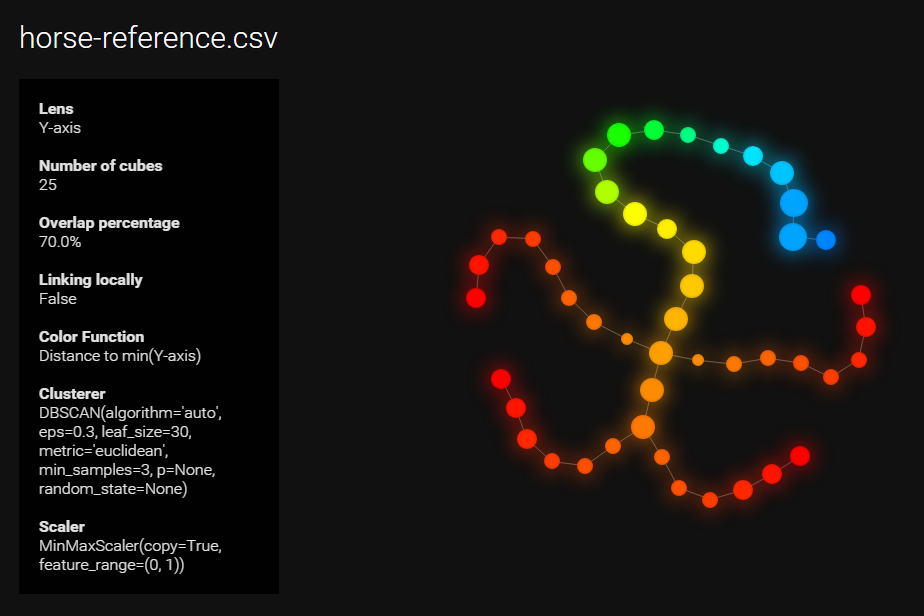 horse-reference.csv
Lens
Y-axis
Number of cubes
25
Overlap percentage
70.0%
Linking locally
False
Color Function
Distance to min(Y-axis)
Clusterer
DBSCAN(algorithm='auto',
eps=0.3, leaf_size=30,
metric='euclidean',
min_samples=3, p=None,
random_state=None)
Scaler
MinMaxScaler(copy=True,
feature_range=(0, 1))